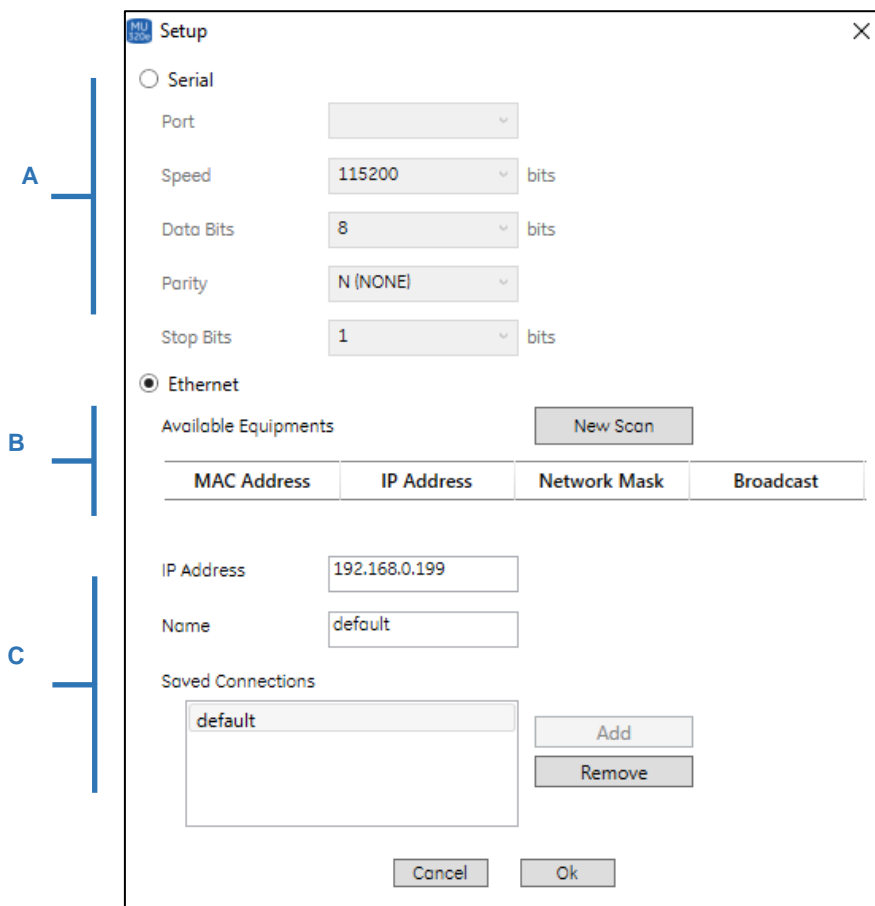 MU 320e Setup
Serial
Port
A
Speed 115200 bits
Data Bits 8 bits
Parity N (NONE)
Stop Bits 1 bits
Ethernet
Available Equipments New Scan
B
MAC Address IP Address Network Mask Broadcast
IP Address 192.168.0.199
Name default
C
Saved Connections
default
Add
Remove
Cancel Ok